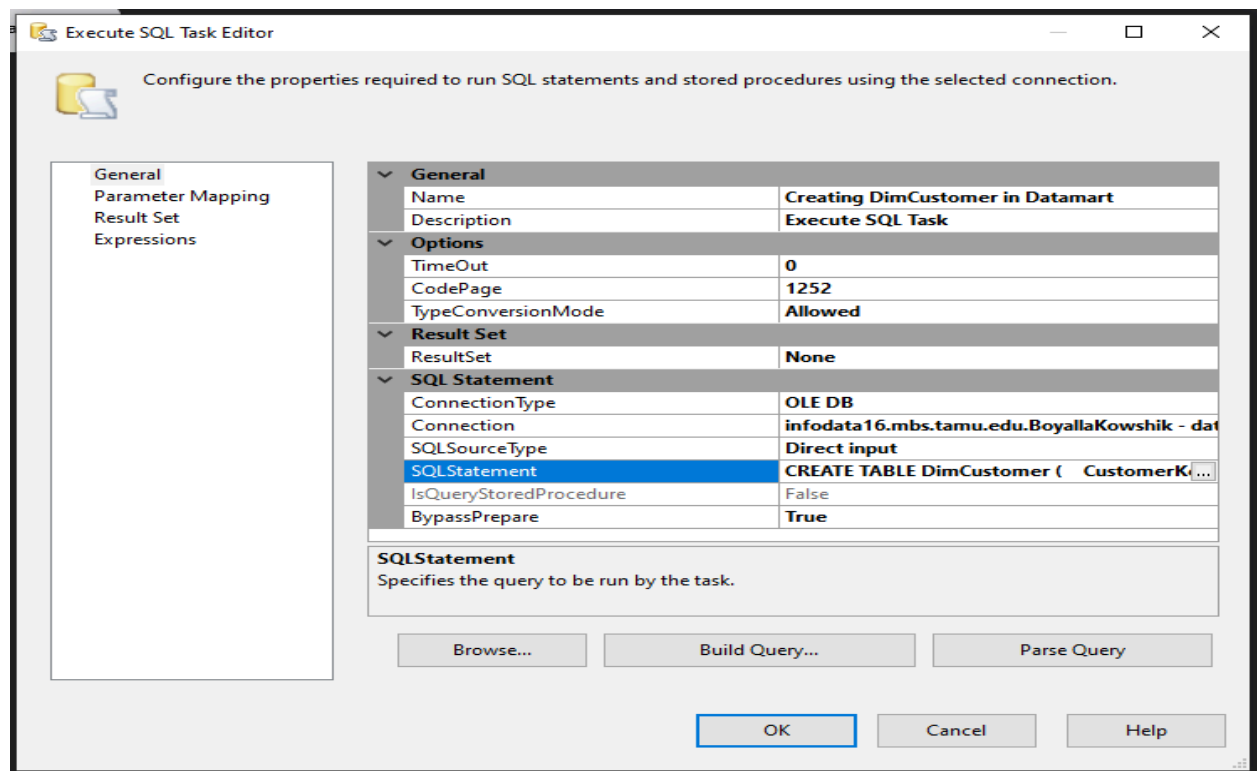 Execute SQL Task Editor
Configure the properties required to run SQL statements and stored procedures using the selected connection.
General
Parameter Mapping
Result Set
Expressions
General
Name Creating DimCustomer in Datamart
Description Execute SQL Task
Options
TimeOut 0
CodePage 1252
TypeConversionMode Allowed
Result Set
ResultSet None
SQL Statement
ConnectionType OLE DB
Connection infodata16.mbs.tamu.edu.BoyallaKowshik - dat
SQLSourceType Direct input
SQLStatement CREATE TABLE DimCustomer ( CustomerK ...
IsQueryStoredProcedure False
BypassPrepare True
SQLStatement
Specifies the query to be run by the task.
Browse... Build Query... Parse Query
OK Cancel Help